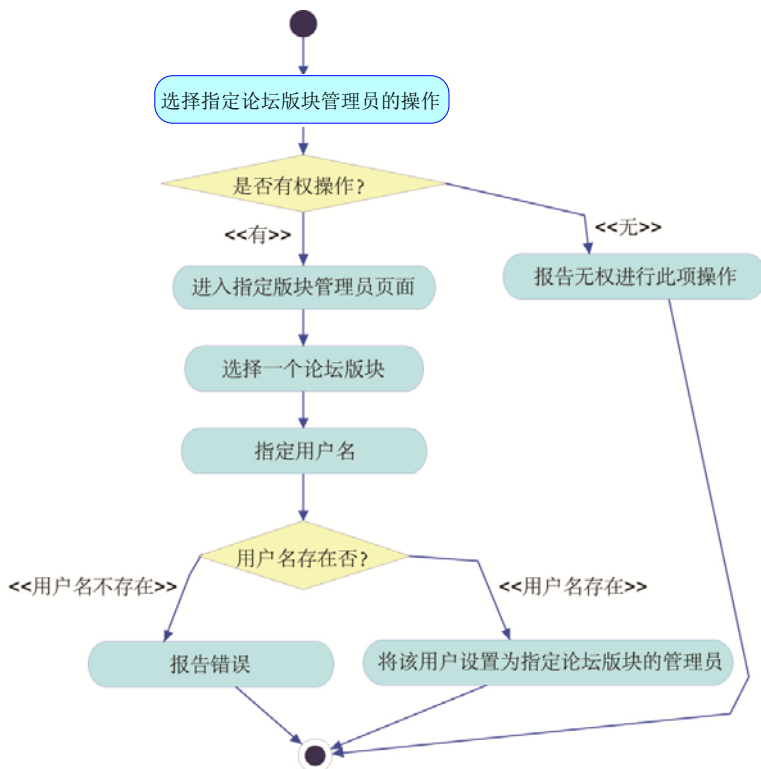 选择指定论坛版块管理员的操作
是否有权操作?
<<有>>
<<无>>
进入指定版块管理员页面
报告无权进行此项操作
选择一个论坛版块
指定用户名
用户名存在否?
<<用户名不存在>>
<<用户名存在>>
报告错误
将该用户设置为指定论坛版块的管理员